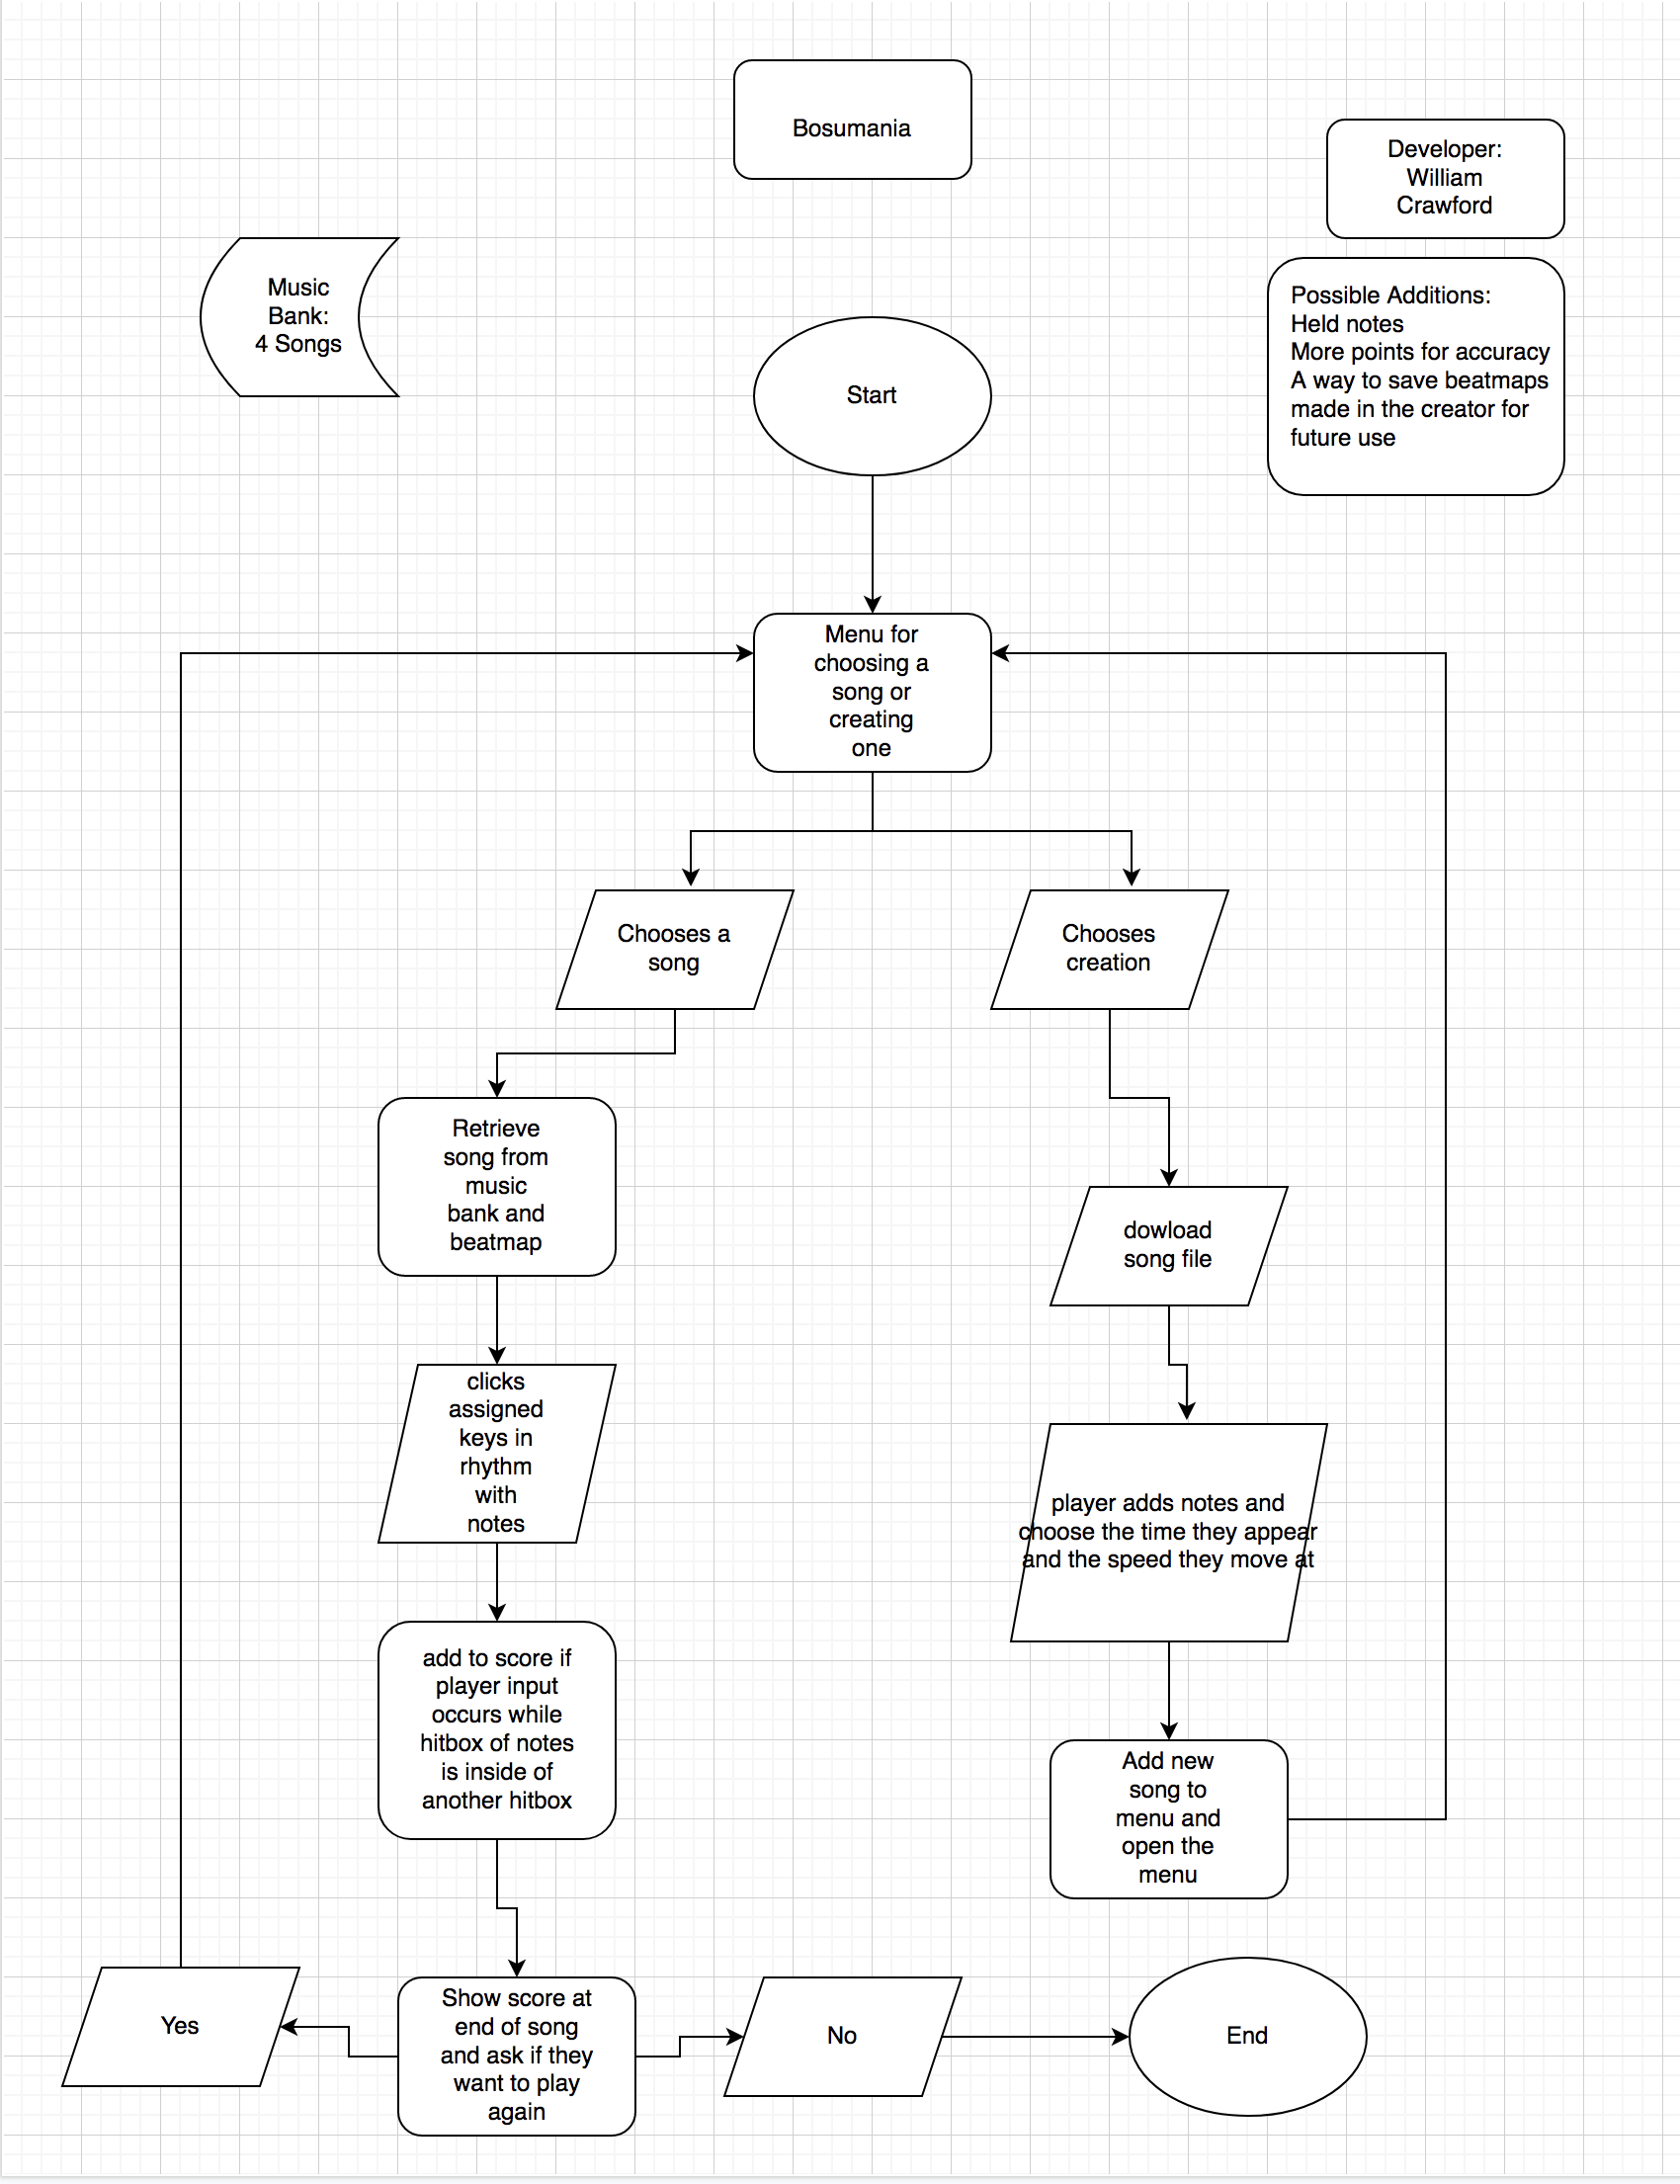 Bosumania
Developer:
William
Crawford
Music
Bank:
4 Songs
Possible Additions:
Held notes
More points for accuracy
A way to save beatmaps
made in the creator for
future use
Start
Menu for
choosing a
song or
creating
one
Chooses a
song
Chooses
creation
Retrieve
song from
music
bank and
beatmap
dowload
song file
clicks
assigned
keys in
rhythm
with
notes
player adds notes and
choose the time they appear
and the speed they move at
add to score if
player input
occurs while
hitbox of notes
is inside of
another hitbox
Add new
song to
menu and
open the
menu
Yes
Show score at
end of song
and ask if they
want to play
again
No
End